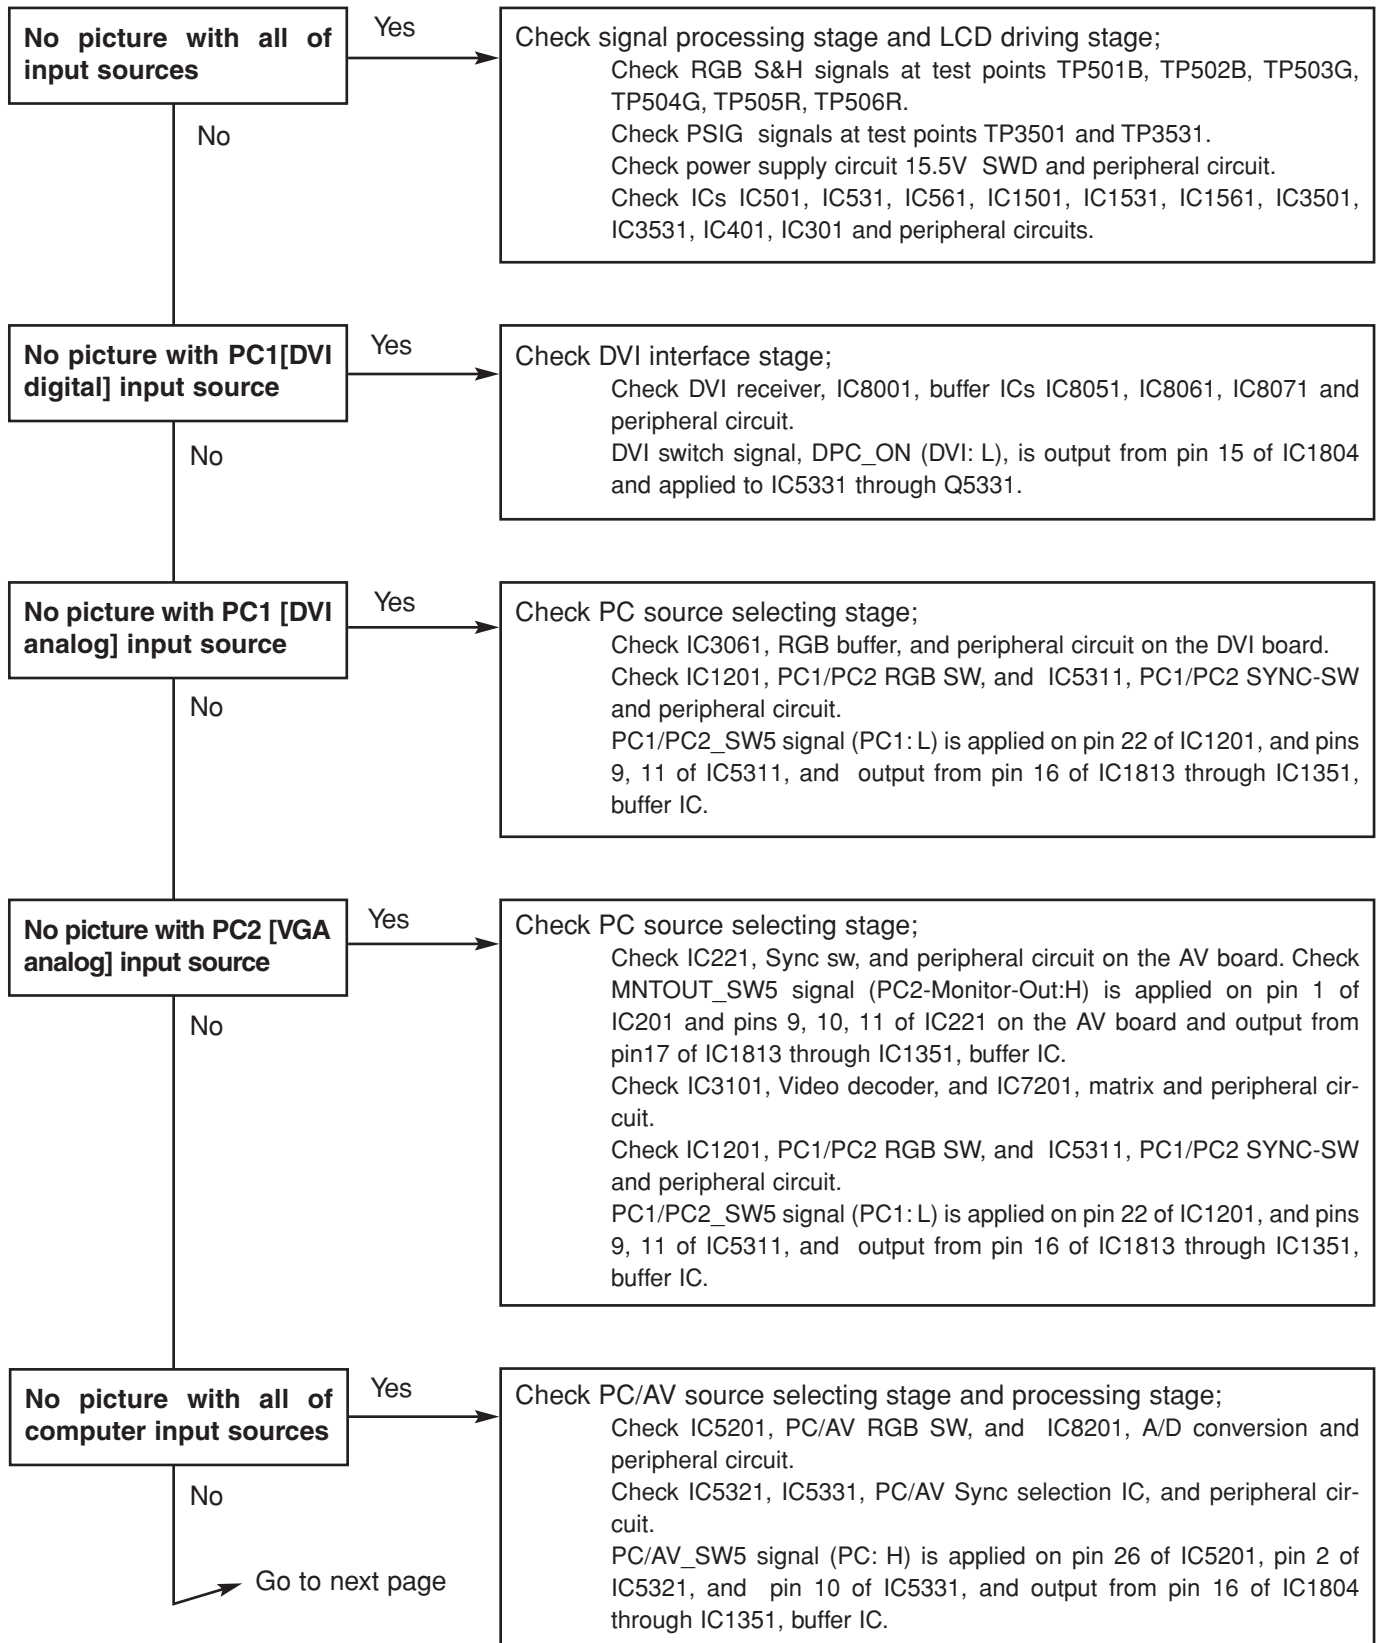 No picture with all of
input sources
Yes
No
Check signal processing stage and LCD driving stage;
Check RGB S&H signals at test points TP501B, TP502B, TP503G,
TP504G, TP505R, TP506R.
Check PSIG signals at test points TP3501 and TP3531.
Check power supply circuit 15.5V SWD and peripheral circuit.
Check ICs IC501, IC531, IC561, IC1501, IC1531, IC1561, IC3501,
IC3531, IC401, IC301 and peripheral circuits.
No picture with PC1[DVI
digital] input source
Yes
No
Check DVI interface stage;
Check DVI receiver, IC8001, buffer ICs IC8051, IC8061, IC8071 and
peripheral circuit.
DVI switch signal, DPC_ON (DVI: L), is output from pin 15 of IC1804
and applied to IC5331 through Q5331.
No picture with PC1 [DVI
analog] input source
Yes
No
Check PC source selecting stage;
Check IC3061, RGB buffer, and peripheral circuit on the DVI board.
Check IC1201, PC1/PC2 RGB SW, and IC5311, PC1/PC2 SYNC-SW
and peripheral circuit.
PC1/PC2_SW5 signal (PC1: L) is applied on pin 22 of IC1201, and pins
9, 11 of IC5311, and output from pin 16 of IC1813 through IC1351,
buffer IC.
No picture with PC2 [VGA
analog] input source
Yes
No
Check PC source selecting stage;
Check IC221, Sync sw, and peripheral circuit on the AV board. Check
MNTOUT_SW5 signal (PC2-Monitor-Out:H) is applied on pin 1 of
IC201 and pins 9, 10, 11 of IC221 on the AV board and output from
pin17 of IC1813 through IC1351, buffer IC.
Check IC3101, Video decoder, and IC7201, matrix and peripheral cir-
cuit.
Check IC1201, PC1/PC2 RGB SW, and IC5311, PC1/PC2 SYNC-SW
and peripheral circuit.
PC1/PC2_SW5 signal (PC1: L) is applied on pin 22 of IC1201, and pins
9, 11 of IC5311, and output from pin 16 of IC1813 through IC1351,
buffer IC.
No picture with all of
computer input sources
Yes
No
Go to next page
Check PC/AV source selecting stage and processing stage;
Check IC5201, PC/AV RGB SW, and IC8201, A/D conversion and
peripheral circuit.
Check IC5321, IC5331, PC/AV Sync selection IC, and peripheral cir-
cuit.
PC/AV_SW5 signal (PC: H) is applied on pin 26 of IC5201, pin 2 of
IC5321, and pin 10 of IC5331, and output from pin 16 of IC1804
through IC1351, buffer IC.